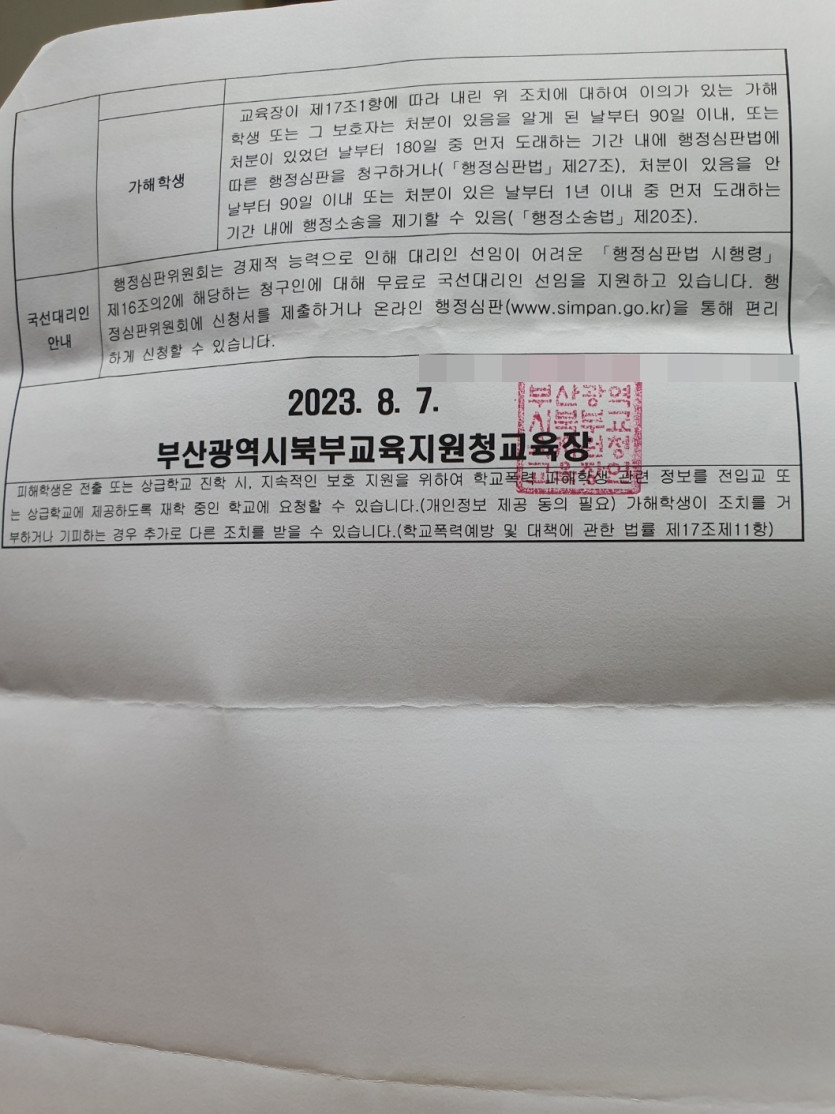 교육장이 제17조1항에 따라 내린 위 조치에 대하여 이의가 있는 가해
학생 또는 그 보호자는 처분이 있음을 알게 된 날부터 90일 이내, 또는
처분이 있었던 날부터 180일 중 먼저 도래하는 기간 내에 행정심판법에
가해학생
따른 행정심판을 청구하거나(「행정심판법」제27조), 처분이 있음을 안
날부터 90일 이내 또는 처분이 있은 날부터 1년 이내 중 먼저 도래하는
기간 내에 행정소송을 제기할 수 있음(「행정소송법」제20조).
국선대리인
안내
행정심판위원회는 경제적 능력으로 인해 대리인 선임이 어려운 「행정심판법 시행령」
제16조의2에 해당하는 청구인에 대해 무료로 국선대리인 선임을 지원하고 있습니다. 행
정심판위원회에 신청서를 제출하거나 온라인 행정심판(www.simpan.go.kr)을 통해 편리
하게 신청할 수 있습니다.
2023. 8. 7.
부산광역시북부교육지원청교육장
부산광역
시북부교
육지원청
교육장인
피해학생은 전출 또는 상급학교 진학 시, 지속적인 보호 지원을 위하여 학교폭력 피해학생 관련 정보를 전입교 또
는 상급학교에 제공하도록 재학 중인 학교에 요청할 수 있습니다.(개인정보 제공 동의 필요) 가해학생이 조치를 거
부하거나 기피하는 경우 추가로 다른 조치를 받을 수 있습니다.(학교폭력예방 및 대책에 관한 법률 제17조제11항)